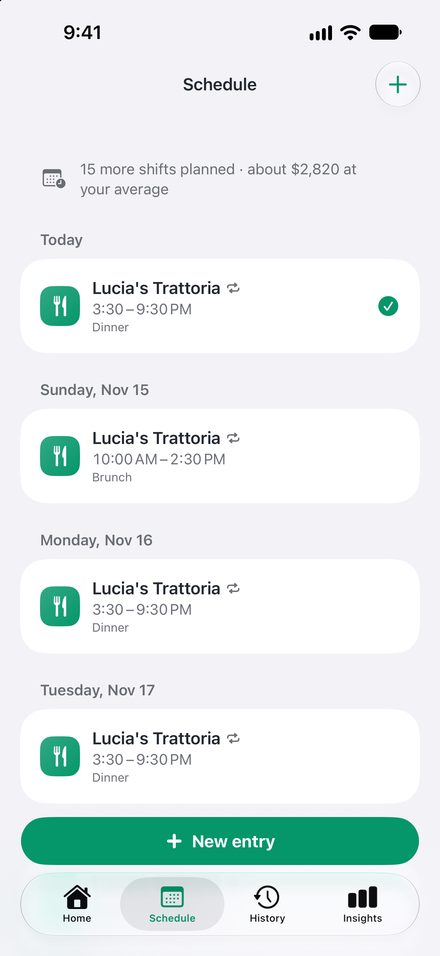 9:41
Schedule
15 more shifts planned · about $2,820 at
your average
Today
Lucia's Trattoria
3:30 – 9:30 PM
Dinner
Sunday, Nov 15
Lucia's Trattoria
10:00 AM – 2:30 PM
Brunch
Monday, Nov 16
Lucia's Trattoria
3:30 – 9:30 PM
Dinner
Tuesday, Nov 17
Lucia's Trattoria
3:30 – 9:30 PM
Dinner
New entry
Home
Schedule
History
Insights